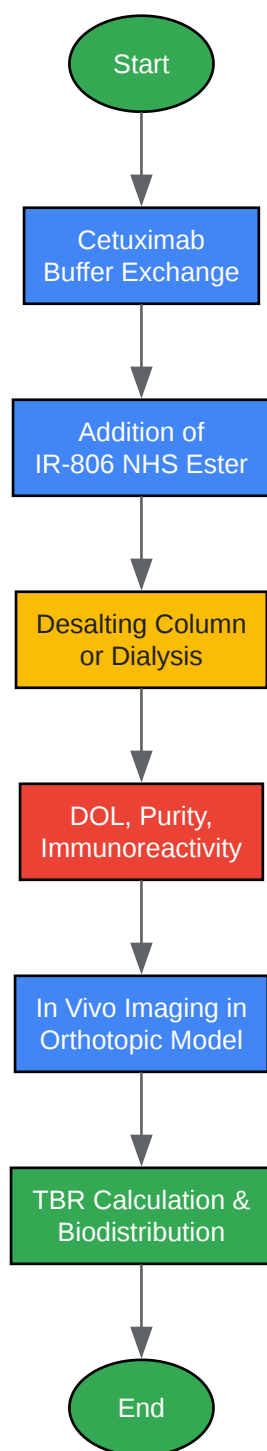 Start
Cetuximab
Buffer Exchange
Addition of
IR-806 NHS Ester
Desalting Column
or Dialysis
DOL, Purity,
Immunoreactivity
In Vivo Imaging in
Orthotopic Model
TBR Calculation &
Biodistribution
End